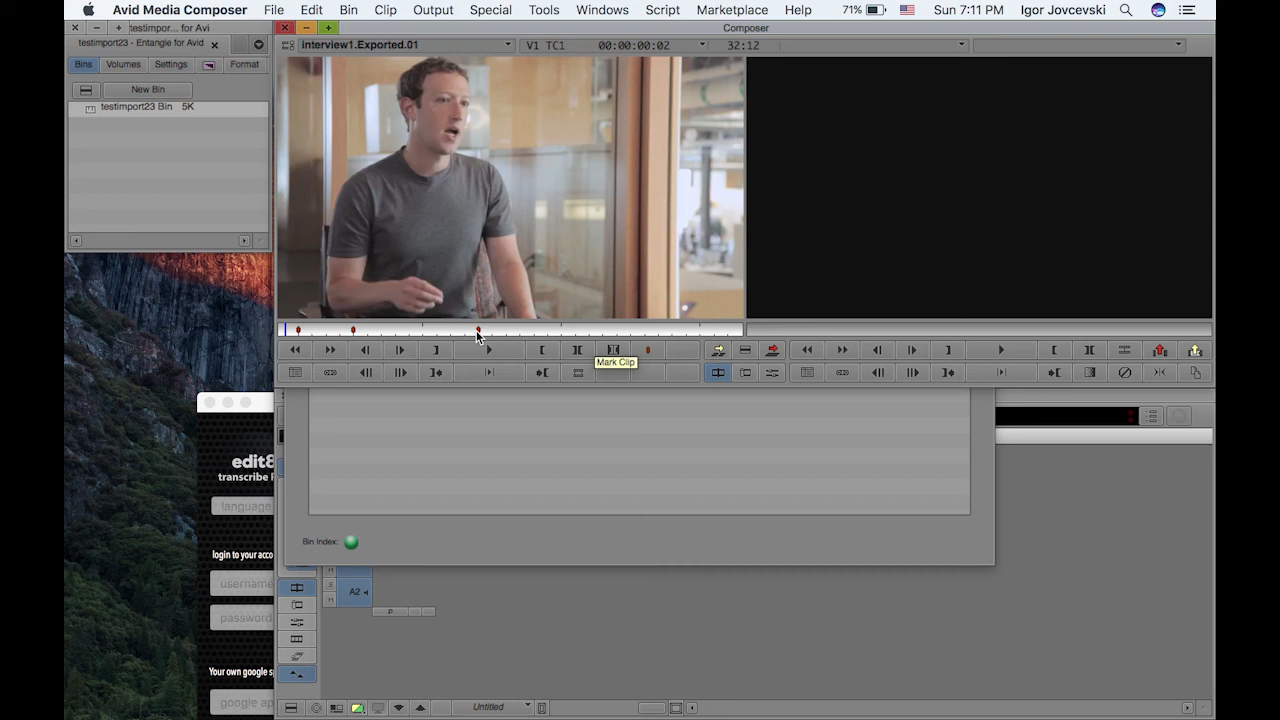 Avid Media Composer File Edit Bin Clip Output Special Tools Windows Script Marketplace Help 71% Sun 7:11 PM Igor Jovcevski
testimport... for Avi
Composer
testimport23 - Entangle for Avid
interview1.Exported.01 V1 TC1 00:00:00:02 32:12
Bins Volumes Settings Format
New Bin
testimport23 Bin 5K
Mark Clip
edit8
transcribe
language
Bin Index:
login to your acco
username
A2
P
password
Your own google s
google ap
Untitled